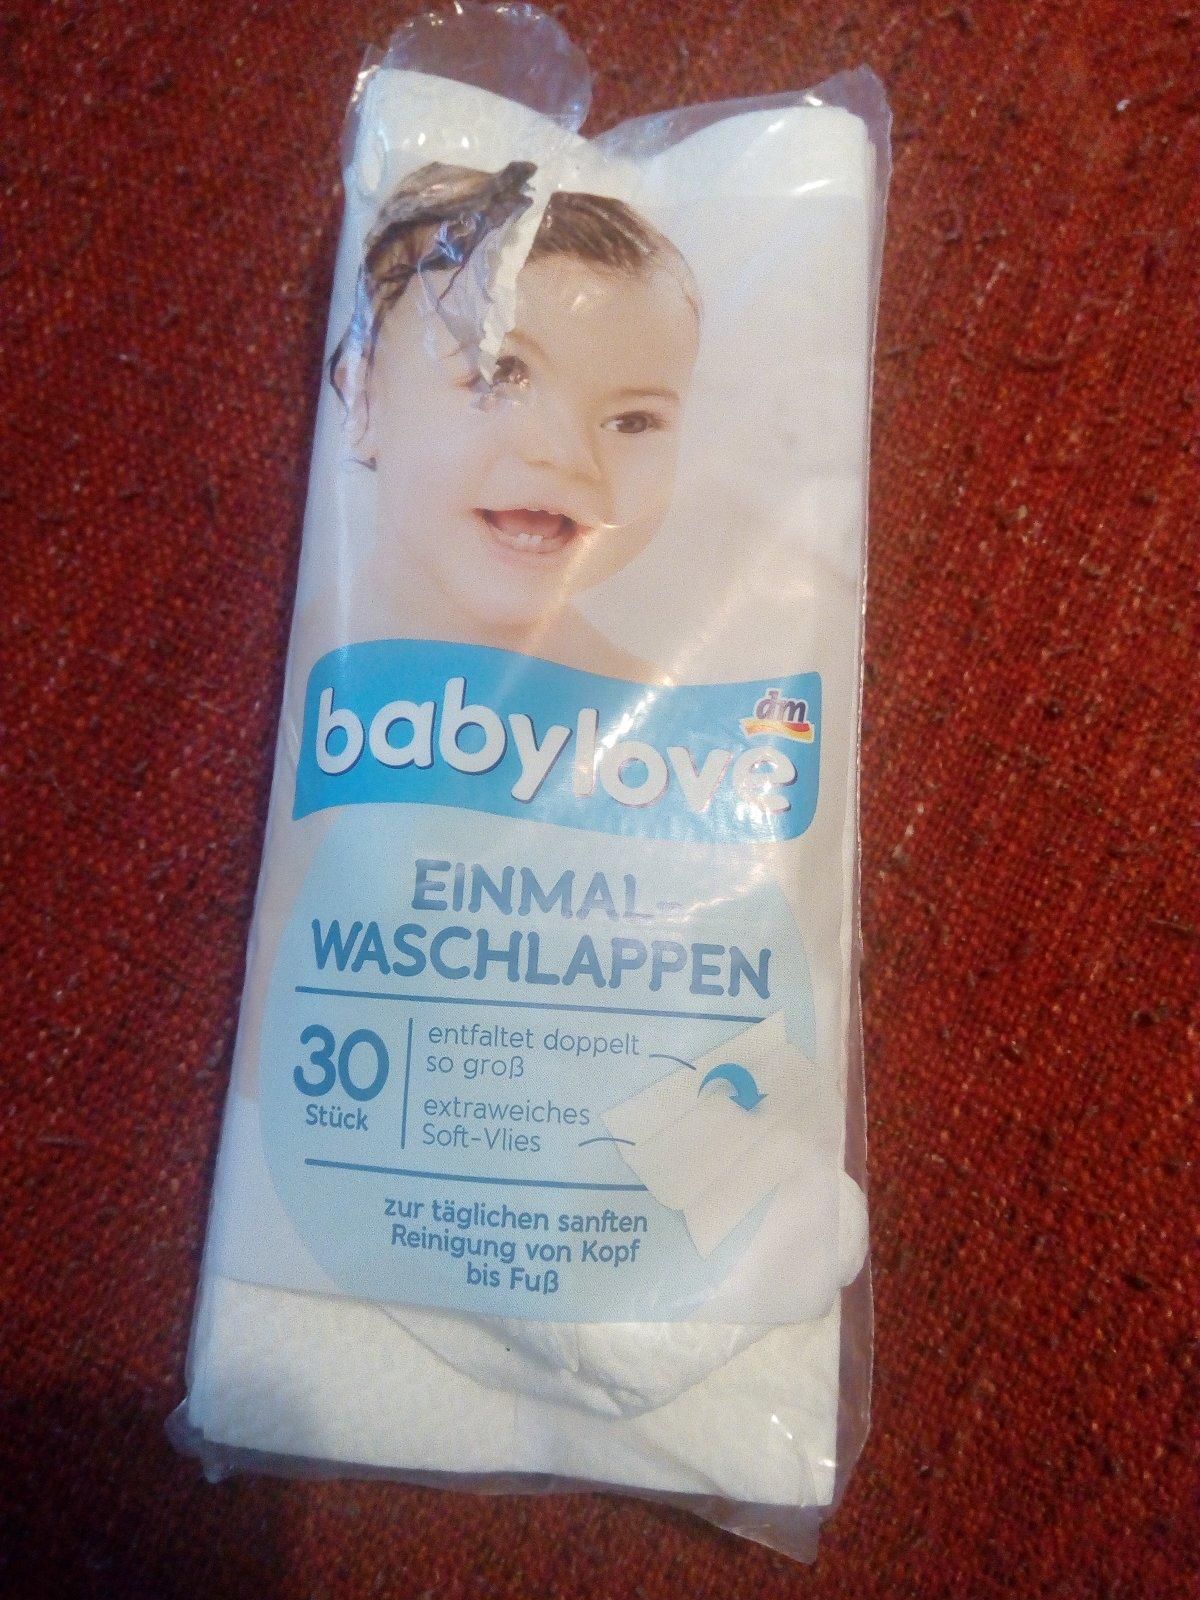 babylove
dm
EINMAL-
WASCHLAPPEN
30
Stück
entfaltet doppelt
so groß
extraweiches
Soft-Vlies
zur täglichen sanften
Reinigung von Kopf
bis Fuß